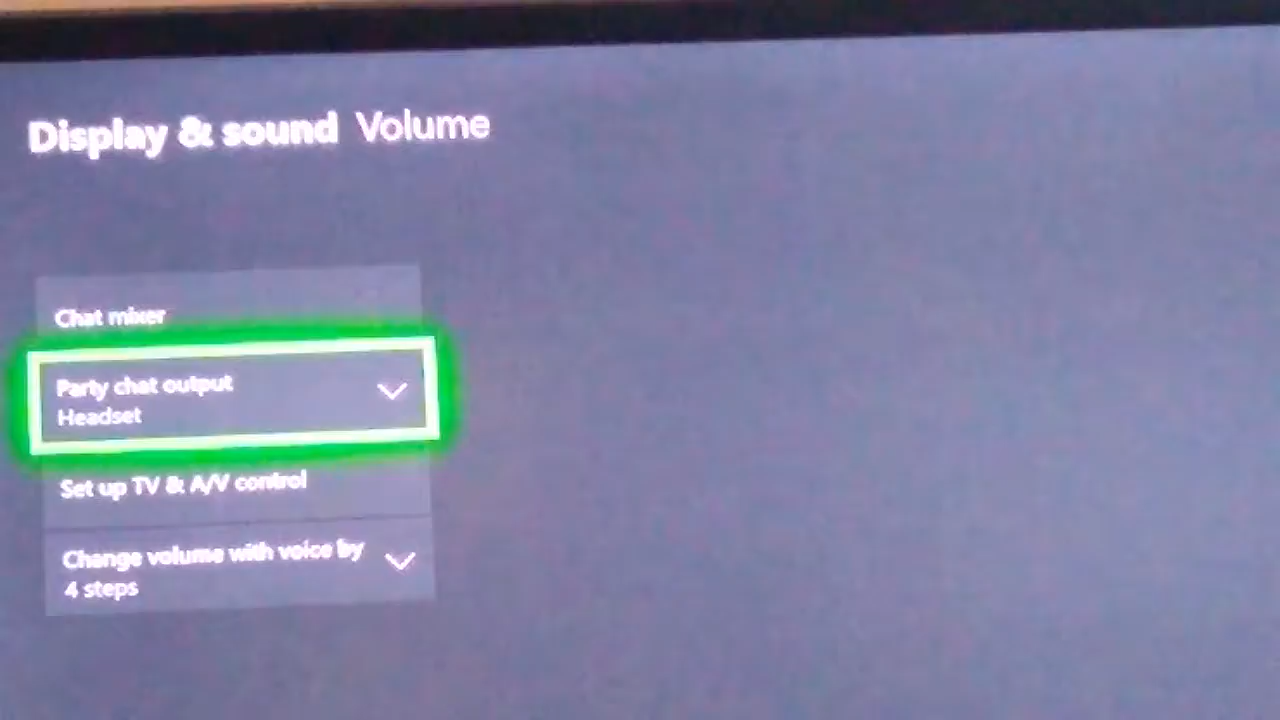 Display & sound Volume
Chat mixer
Party chat output
Headset
Set up TV & A/V control
Change volume with voice by
4 steps